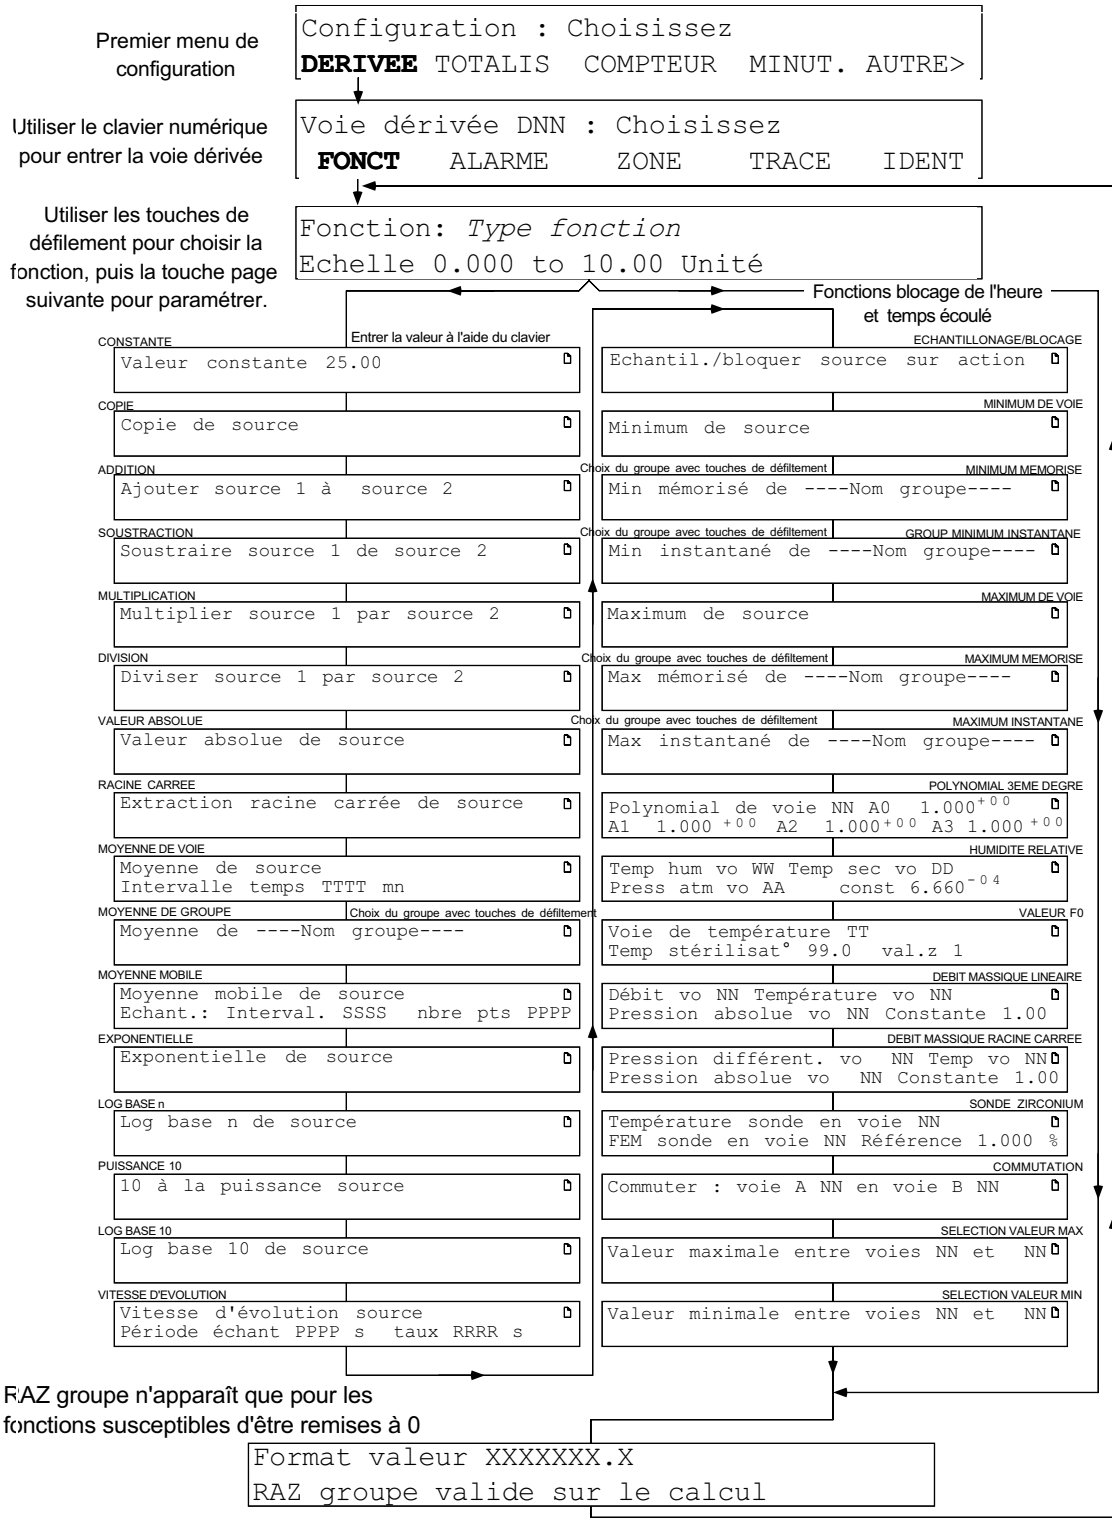 Premier menu de
configuration
Configuration : Choisissez
DERIVEE TOTALIS COMPTEUR MINUT. AUTRE>
Utiliser le clavier numérique
pour entrer la voie dérivée
Voie dérivée DNN : Choisissez
FONCT ALARME ZONE TRACE IDENT
Utiliser les touches de
défilement pour choisir la
fonction, puis la touche page
suivante pour paramétrer.
Fonction: Type fonction
Echelle 0.000 to 10.00 Unité
Fonctions blocage de l'heure
et temps écoulé
CONSTANTE
Entrer la valeur à l'aide du clavier
Valeur constante 25.00
COPIE
Copie de source
ADDITION
Ajouter source 1 à source 2
SOUSTRACTION
Soustraire source 1 de source 2
MULTIPLICATION
Multiplier source 1 par source 2
DIVISION
Diviser source 1 par source 2
VALEUR ABSOLUE
Valeur absolue de source
RACINE CARREE
Extraction racine carrée de source
MOYENNE DE VOIE
Moyenne de source
Intervalle temps TTTT mn
MOYENNE DE GROUPE
Choix du groupe avec touches de défiltement
Moyenne de ----Nom groupe----
MOYENNE MOBILE
Moyenne mobile de source
Echant.: Interval. SSSS nbre pts PPPP
EXPONENTIELLE
Exponentielle de source
LOG BASE n
Log base n de source
PUISSANCE 10
10 à la puissance source
LOG BASE 10
Log base 10 de source
VITESSE D'EVOLUTION
Vitesse d'évolution source
Période échant PPPP s taux RRRR s
ECHANTILLONAGE/BLOCAGE
Echantil./bloquer source sur action
MINIMUM DE VOIE
Minimum de source
Choix du groupe avec touches de défiltement
MINIMUM MEMORISE
Min mémorisé de ----Nom groupe----
Choix du groupe avec touches de défiltement
GROUP MINIMUM INSTANTANE
Min instantané de ----Nom groupe----
MAXIMUM DE VOIE
Maximum de source
Choix du groupe avec touches de défiltement
MAXIMUM MEMORISE
Max mémorisé de ----Nom groupe----
Choix du groupe avec touches de défiltement
MAXIMUM INSTANTANE
Max instantané de ----Nom groupe----
POLYNOMIAL 3EME DEGRE
Polynomial de voie NN A0 1.000+00
A1 1.000 +00 A2 1.000+00 A3 1.000 +00
HUMIDITE RELATIVE
Temp hum vo WW Temp sec vo DD
Press atm vo AA const 6.660-04
VALEUR F0
Voie de température TT
Temp stérilisat° 99.0 val.z 1
DEBIT MASSIQUE LINEAIRE
Débit vo NN Température vo NN
Pression absolue vo NN Constante 1.00
DEBIT MASSIQUE RACINE CARREE
Pression différent. vo NN Temp vo NN
Pression absolue vo NN Constante 1.00
SONDE ZIRCONIUM
Température sonde en voie NN
FEM sonde en voie NN Référence 1.000 %
COMMUTATION
Commuter : voie A NN en voie B NN
SELECTION VALEUR MAX
Valeur maximale entre voies NN et NN
SELECTION VALEUR MIN
Valeur minimale entre voies NN et NN
RAZ groupe n'apparaît que pour les
fonctions susceptibles d'être remises à 0
Format valeur XXXXXXX.X
RAZ groupe valide sur le calcul